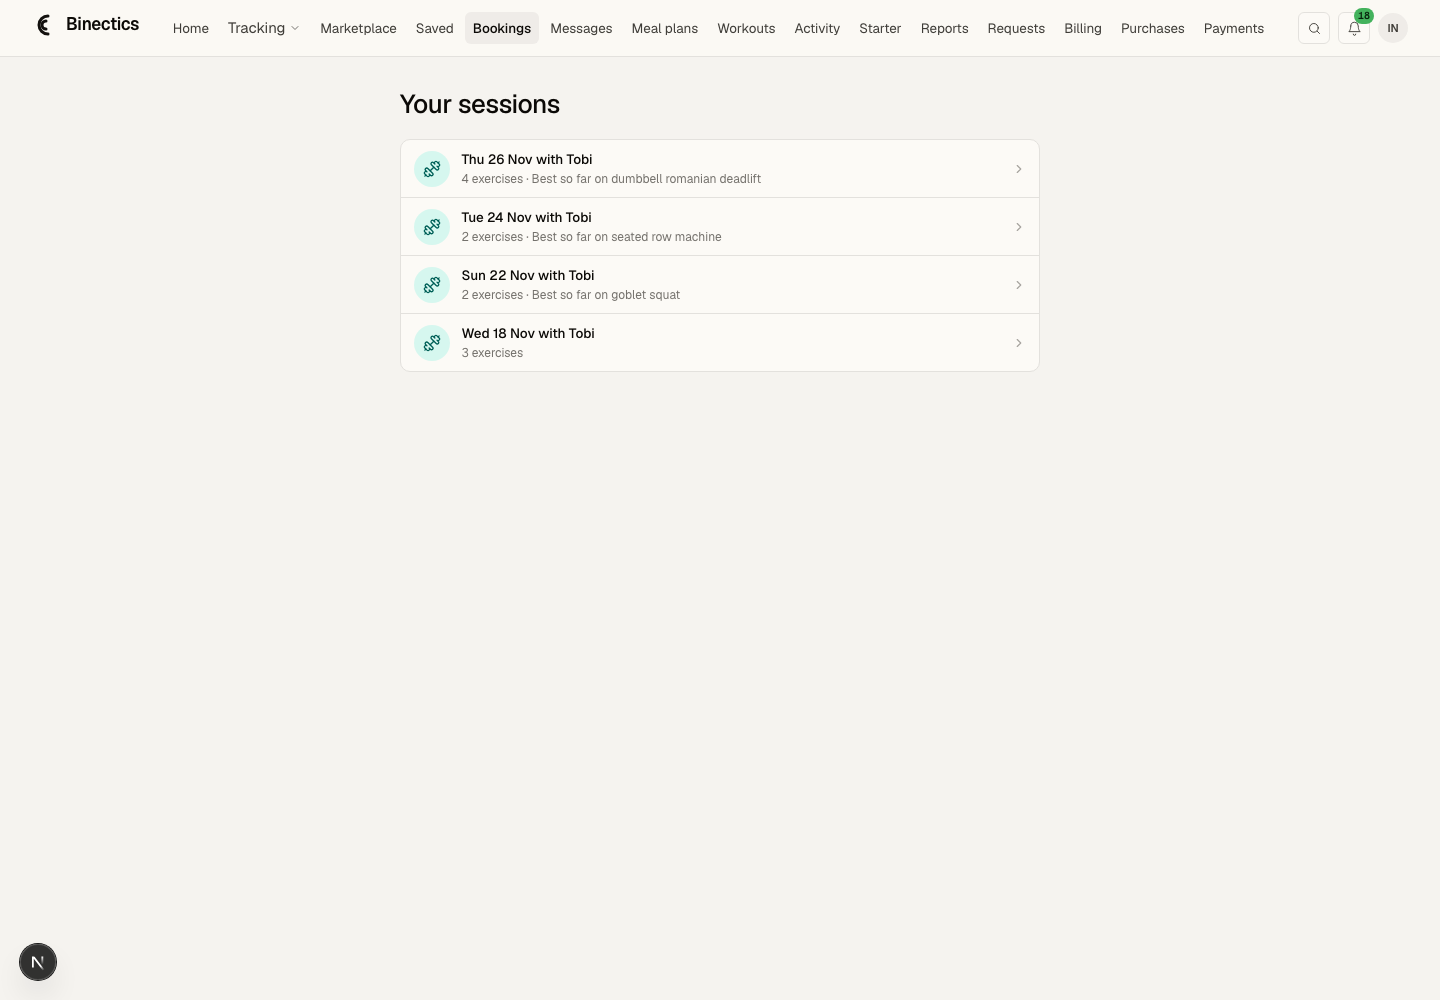 Binectics
Home Tracking Marketplace Saved Bookings Messages Meal plans Workouts Activity Starter Reports Requests Billing Purchases Payments
18
IN
Your sessions
Thu 26 Nov with Tobi
4 exercises · Best so far on dumbbell romanian deadlift
Tue 24 Nov with Tobi
2 exercises · Best so far on seated row machine
Sun 22 Nov with Tobi
2 exercises · Best so far on goblet squat
Wed 18 Nov with Tobi
3 exercises
N